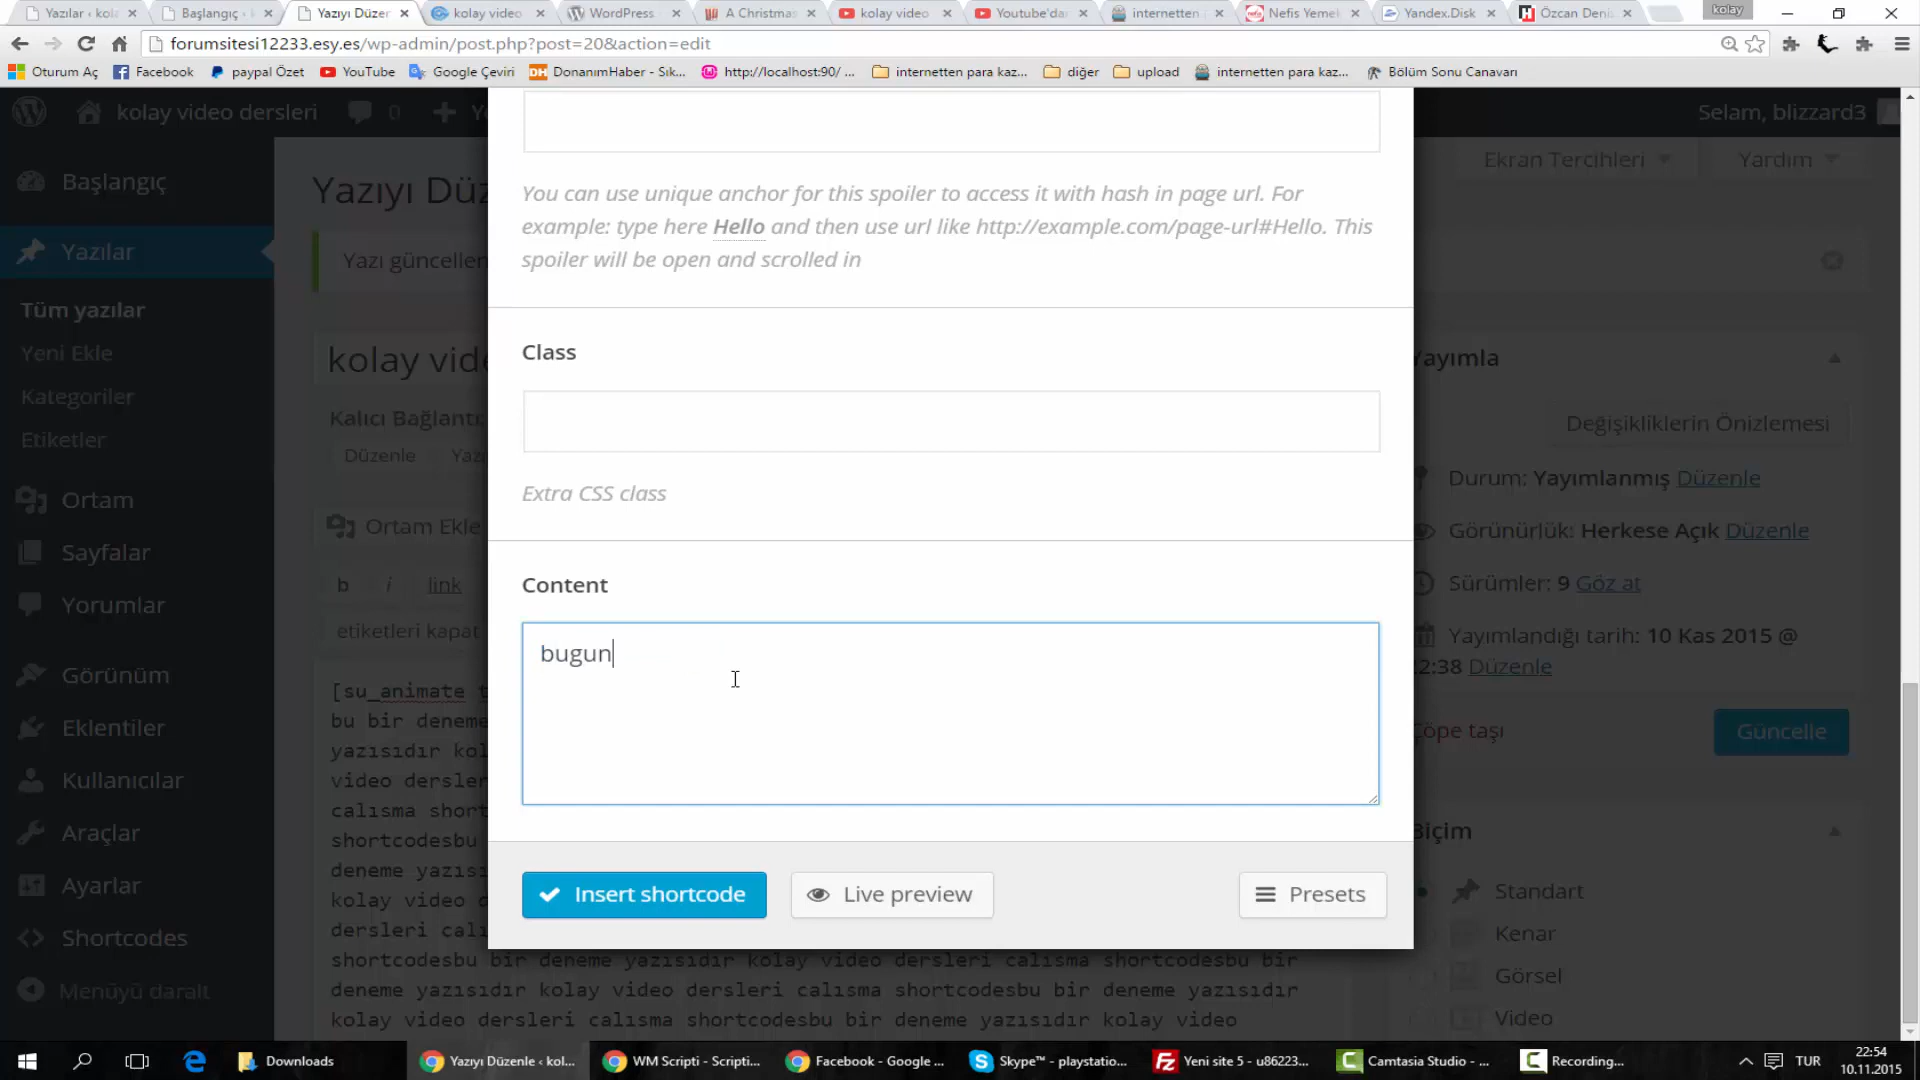 Yazılar ‹ kola
Başlangıç ‹ k
Yazıyı Düzer
kolay video
WordPress
A Christmas
kolay video
Youtube'da
internetten
Nefis Yemek
Yandex.Disk
Özcan Deniz
kolay
forumsitesi12233.esy.es/wp-admin/post.php?post=20&action=edit
Oturum Aç
Facebook
paypal Özet
YouTube
Google Çeviri
DonanımHaber - Sık...
http://localhost:90/ ...
internetten para kaz...
diğer
upload
internetten para kaz...
Bölüm Sonu Canavarı
kolay video dersleri
0
Selam, blizzard3
Ekran Tercihleri
Yardım
Başlangıç
Yazılar
Tüm yazılar
Yeni Ekle
Kategoriler
Etiketler
Ortam
Sayfalar
Yorumlar
Görünüm
Eklentiler
Kullanıcılar
Araçlar
Ayarlar
Shortcodes
Menüyü daralt
Yazıyı Düz
Yazı güncellen
kolay vide
Kalıcı Bağlantı:
Düzenle
Yaz
Ortam Ekle
b
i
link
etiketleri kapat
[su_animate t
bu bir deneme
yazısıdır kol
video dersler
calısma short
shortcodesbu
deneme yazısı
kolay video d
dersleri calı
shortcodesbu bir deneme yazısıdır kolay video dersleri calısma shortcodesbu bir
deneme yazısıdır kolay video dersleri calısma shortcodesbu bir deneme yazısıdır
kolay video dersleri calısma shortcodesbu bir deneme yazısıdır kolay video
You can use unique anchor for this spoiler to access it with hash in page url. For
example: type here Hello and then use url like http://example.com/page-url#Hello. This
spoiler will be open and scrolled in
Class
Extra CSS class
Content
bugun
Insert shortcode
Live preview
Presets
Yayımla
Değişikliklerin Önizlemesi
Durum: Yayımlanmış Düzenle
Görünürlük: Herkese Açık Düzenle
Sürümler: 9 Göz at
Yayımlandığı tarih: 10 Kas 2015 @
2:38 Düzenle
Çöpe taşı
Güncelle
Biçim
Standart
Kenar
Görsel
Video
Downloads
Yazıyı Düzenle ‹ kol...
WM Scripti - Scripti...
Facebook - Google ...
Skype™ - playstatio...
Yeni site 5 - u86223...
Camtasia Studio - ...
Recording...
TUR
22:54
10.11.2015